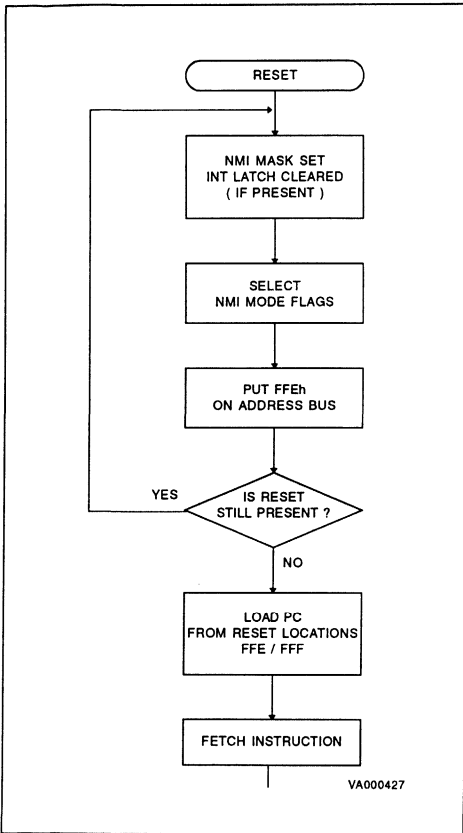 RESET
NMI MASK SET
INT LATCH CLEARED
( IF PRESENT )
SELECT
NMI MODE FLAGS
PUT FFEh
ON ADDRESS BUS
YES
IS RESET
STILL PRESENT ?
NO
LOAD PC
FROM RESET LOCATIONS
FFE / FFF
FETCH INSTRUCTION
VA000427